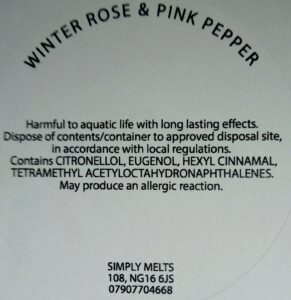 WINTER ROSE & PINK PEPPER
Harmful to aquatic life with long lasting effects.
Dispose of contents/container to approved disposal site,
in accordance with local regulations.
Contains CITRONELLOL, EUGENOL, HEXYL CINNAMAL,
TETRAMETHYL ACETYLOCTAHYDRONAPHTHALENES.
May produce an allergic reaction.
SIMPLY MELTS
108, NG16 6JS
07907704668